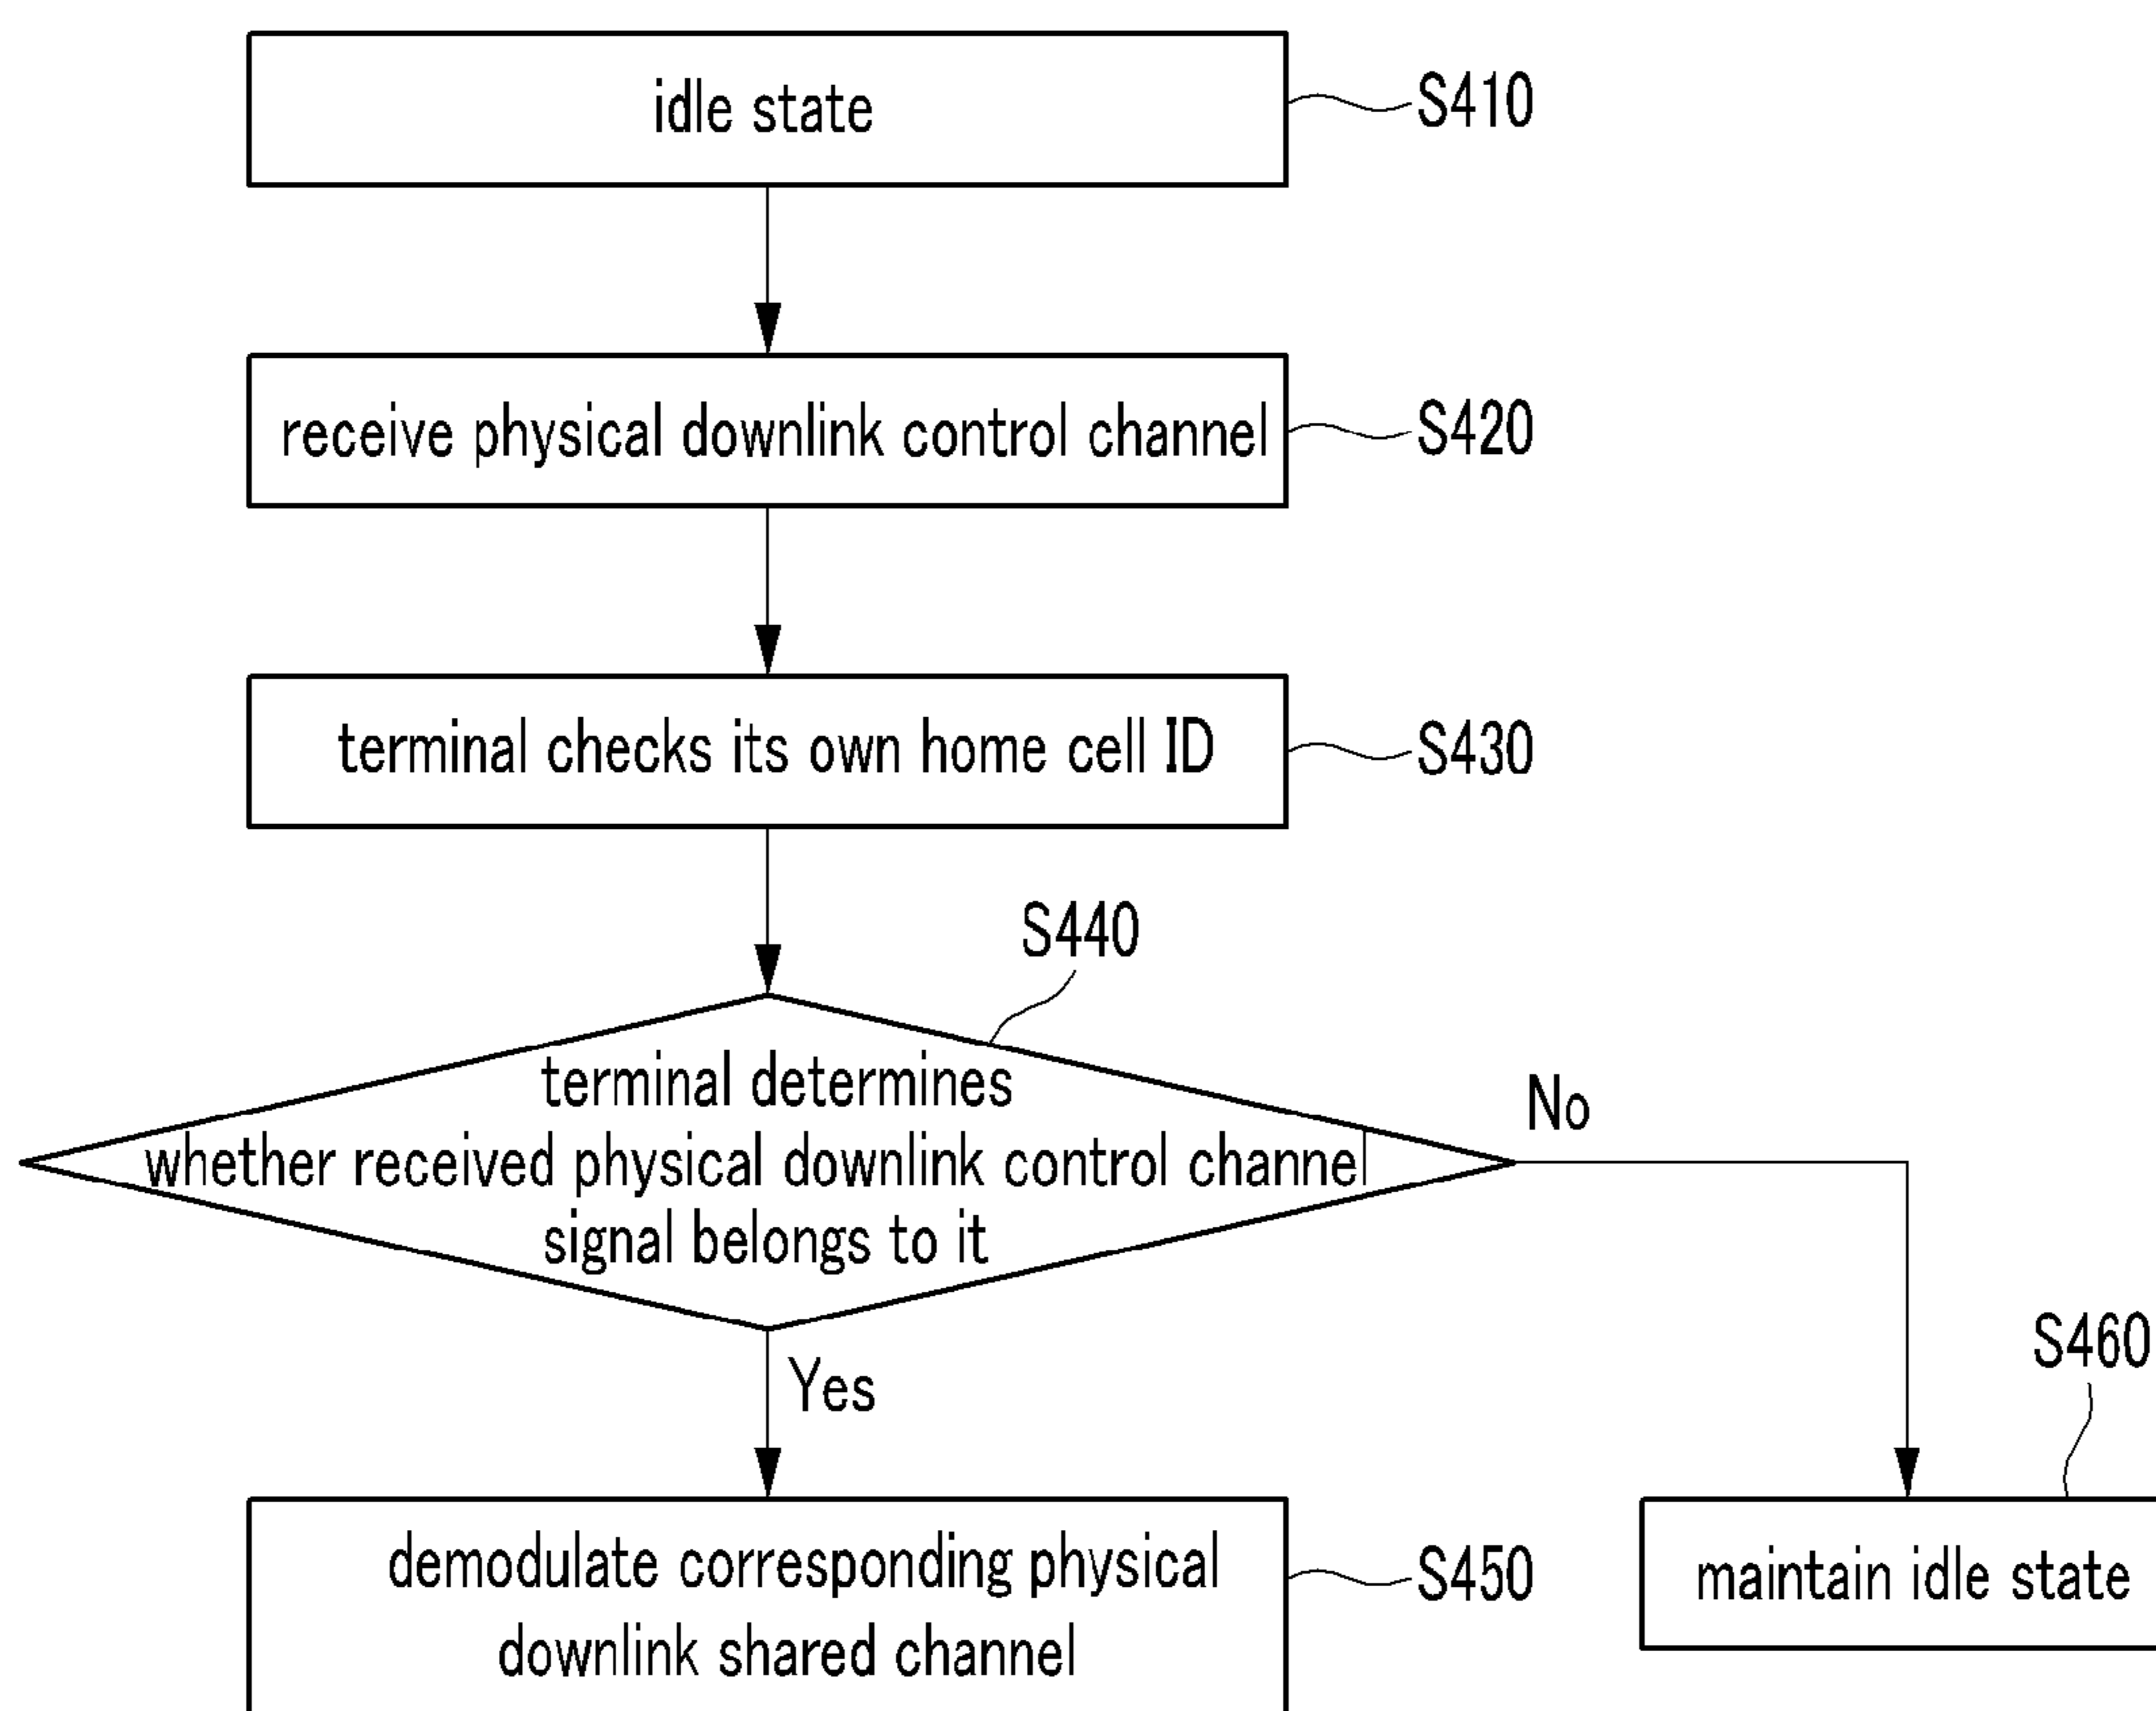 idle state
S410
receive physical downlink control channel
S420
terminal checks its own home cell ID
S430
S440
terminal determines
whether received physical downlink control channel
signal belongs to it
No
Yes
S460
demodulate corresponding physical
downlink shared channel
S450
maintain idle state